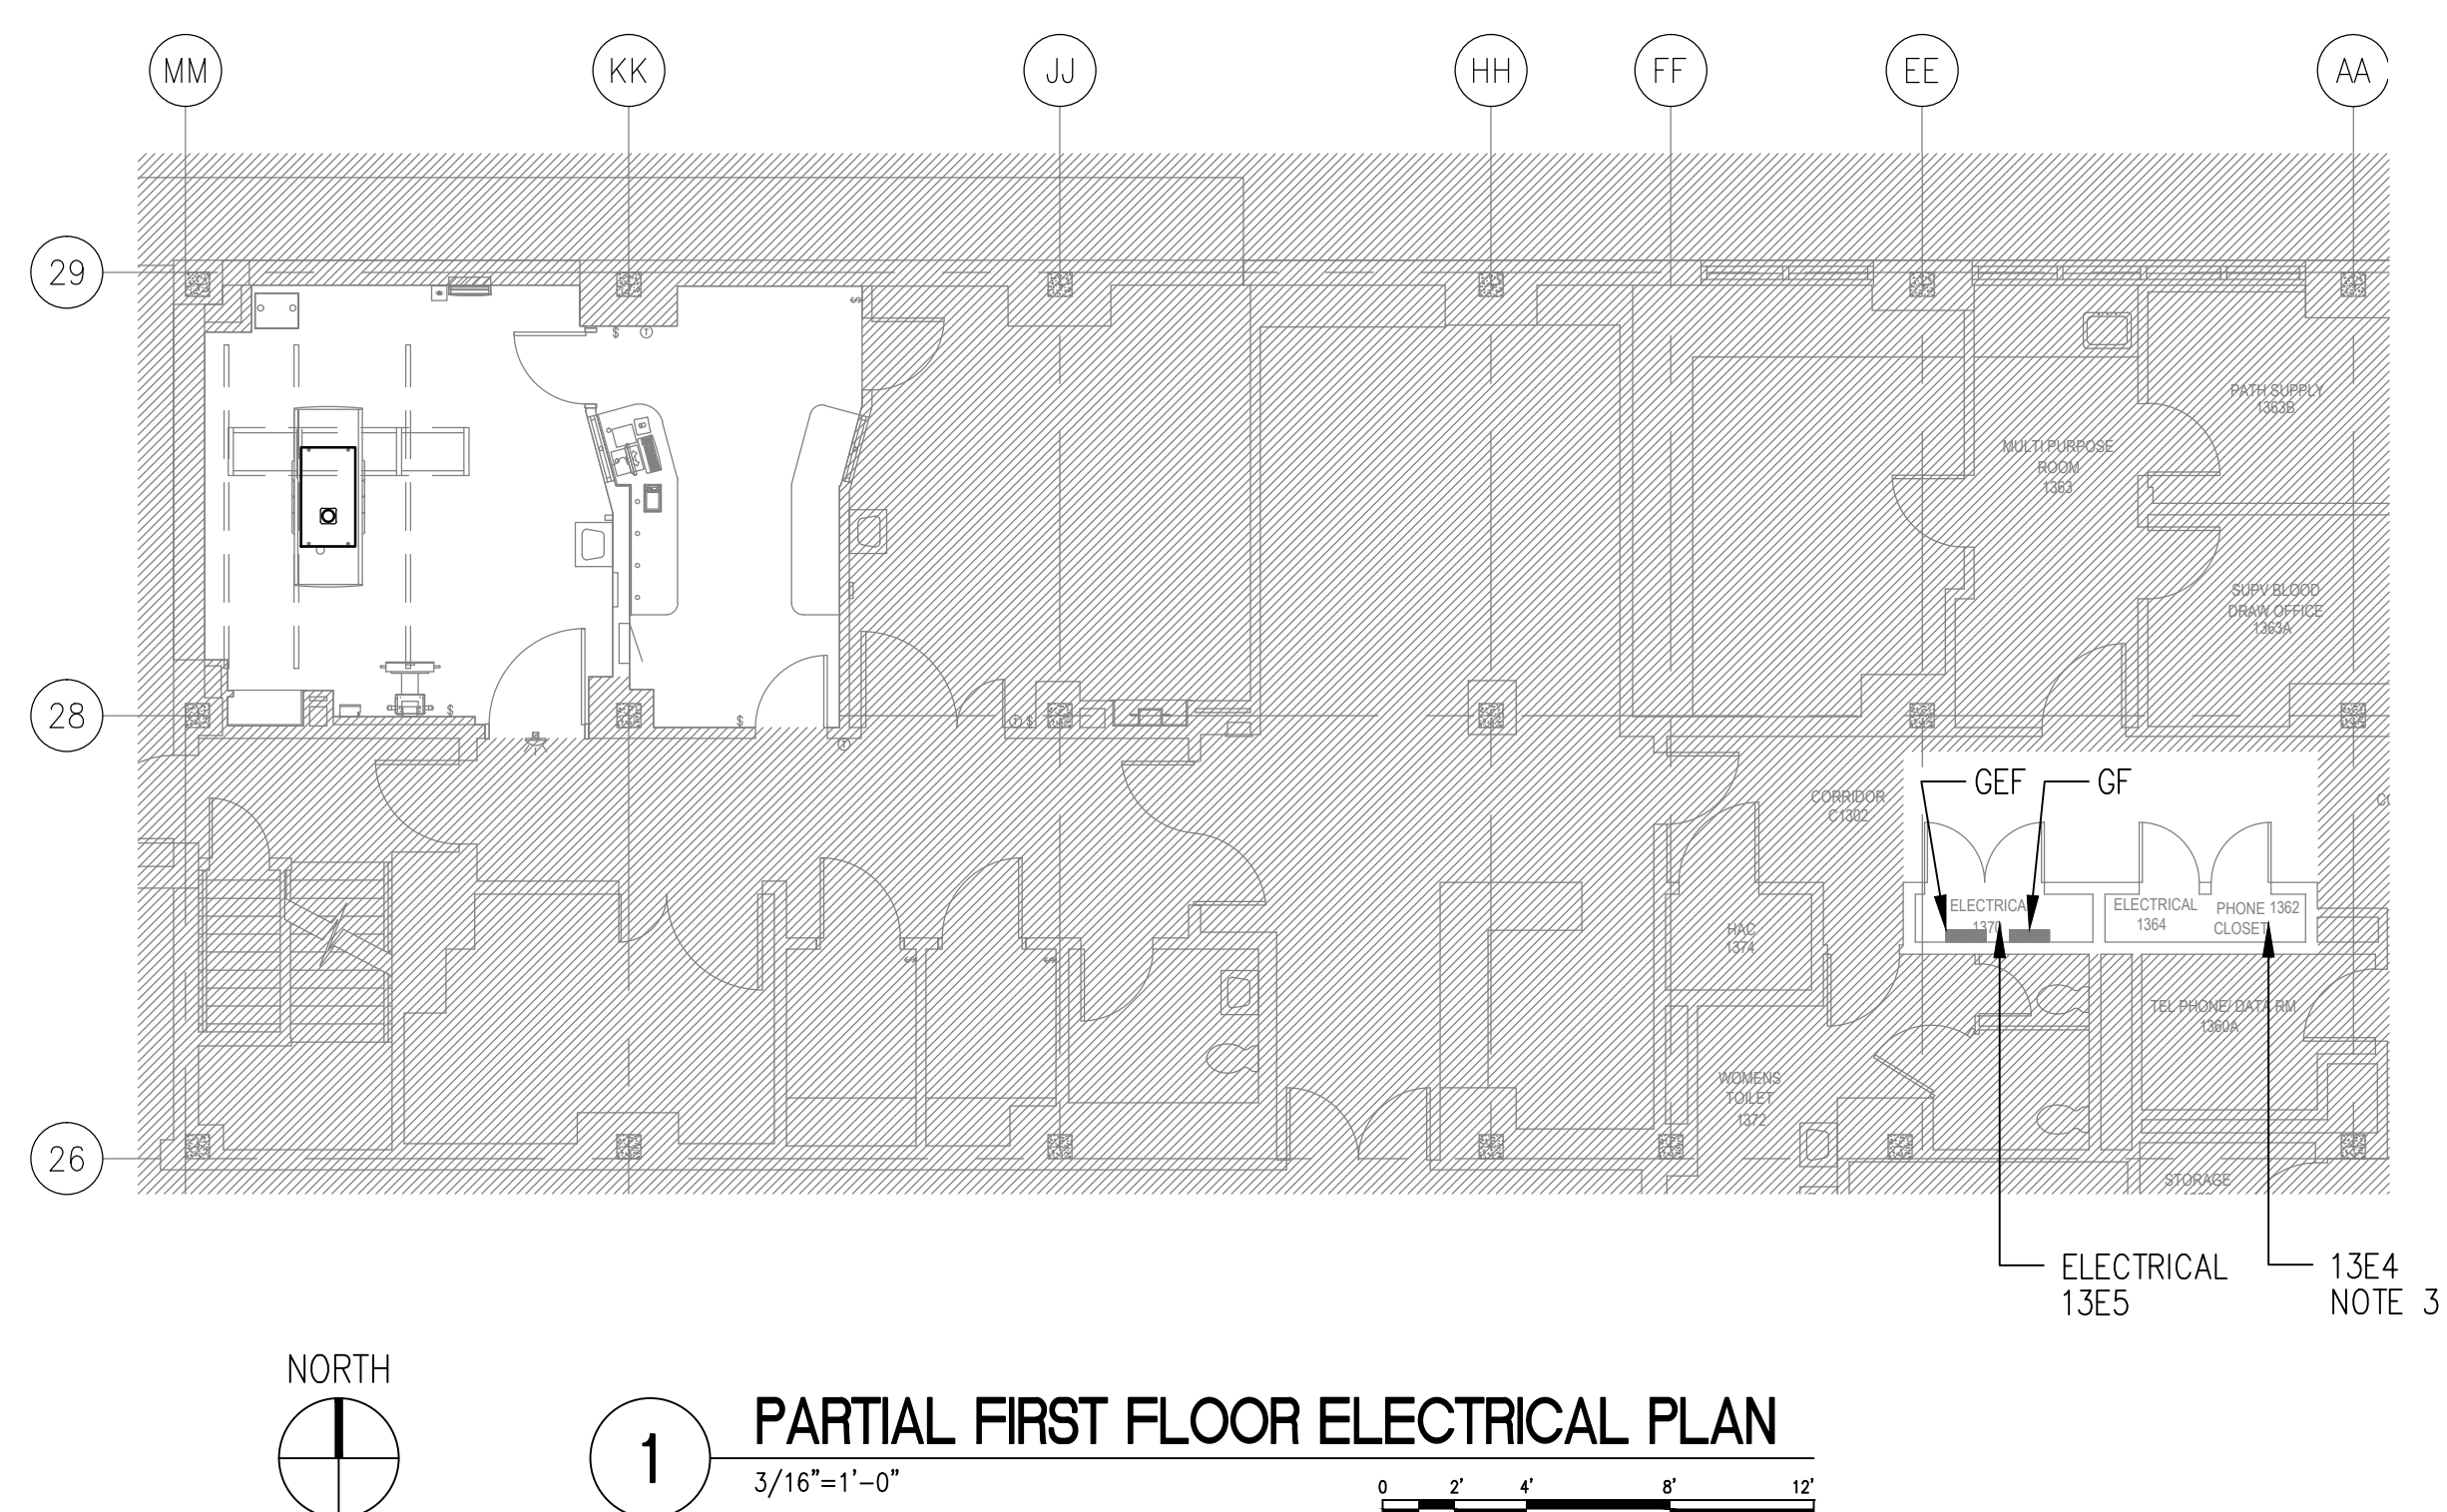 MM
KK
JJ
HH
FF
EE
AA
29
$
$
T
PATH SUPPLY
1363B
MULTI PURPOSE
ROOM
1363
SUPV BLOOD
DRAW OFFICE
1363A
28
$
$
T $
T
GEF
GF
CORRIDOR
C1302
CO
ELECTRICA
1370
ELECTRICAL
1364
PHONE 1362
CLOSET
HAC
1374
$
$
TEL PHONE/ DATA RM
1360A
WOMENS
TOILET
1372
26
STORAGE
ELECTRICAL
13E5
13E4
NOTE 3
NORTH
1
PARTIAL FIRST FLOOR ELECTRICAL PLAN
3/16"=1'-0"
0 2' 4' 8' 12'